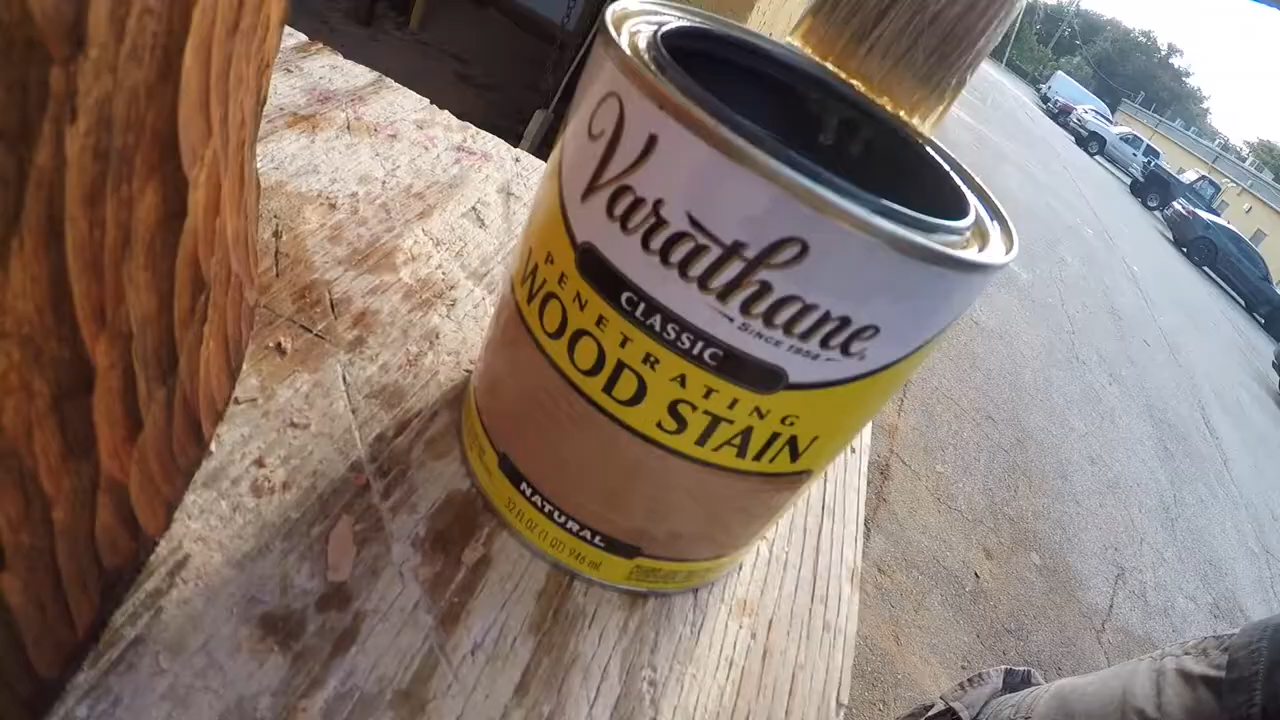 Varathane
SINCE 1958
CLASSIC
PENETRATING
WOOD STAIN
NATURAL
32 FL OZ (1 QT) 946 mL